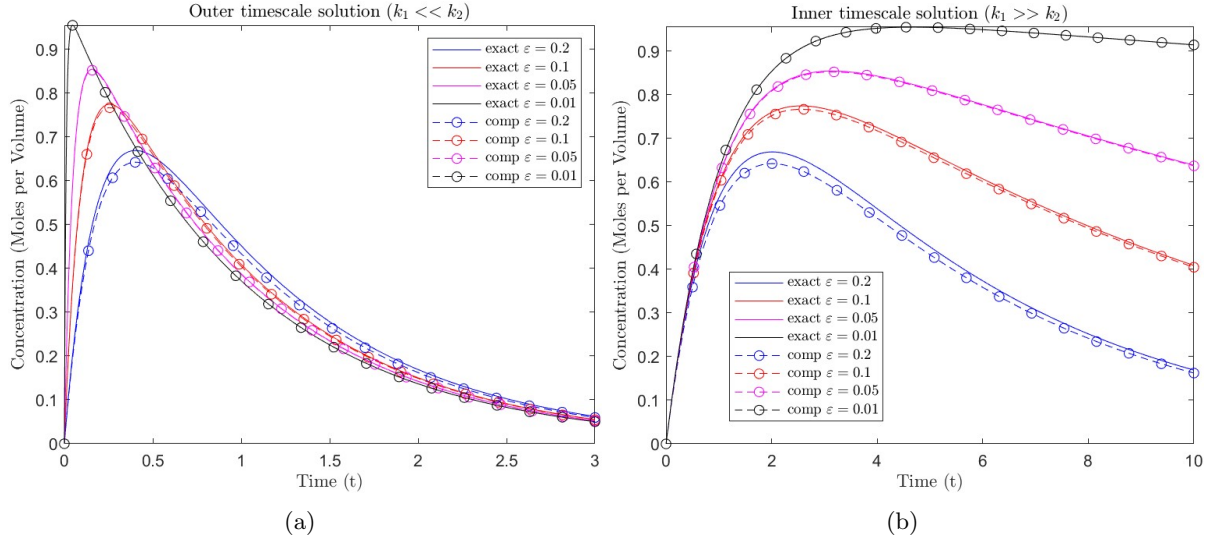 Outer timescale solution (k₁ << k₂)
Concentration (Moles per Volume)
0.9
0.8
0.7
0.6
0.5
0.4
0.3
0.2
0.1
0
exact ε = 0.2
exact ε = 0.1
exact ε = 0.05
exact ε = 0.01
comp ε = 0.2
comp ε = 0.1
comp ε = 0.05
comp ε = 0.01
0 0.5 1 1.5 2 2.5 3
Time (t)
(a)
Inner timescale solution (k₁ >> k₂)
Concentration (Moles per Volume)
0.9
0.8
0.7
0.6
0.5
0.4
0.3
0.2
0.1
0
exact ε = 0.2
exact ε = 0.1
exact ε = 0.05
exact ε = 0.01
comp ε = 0.2
comp ε = 0.1
comp ε = 0.05
comp ε = 0.01
0 2 4 6 8 10
Time (t)
(b)